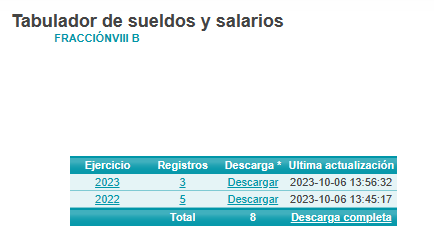 Tabulador de sueldos y salarios
FRACCIÓNVIII B
Ejercicio Registros Descarga * Ultima actualización
2023 3 Descargar 2023-10-06 13:56:32
2022 5 Descargar 2023-10-06 13:45:17
Total 8 Descarga completa